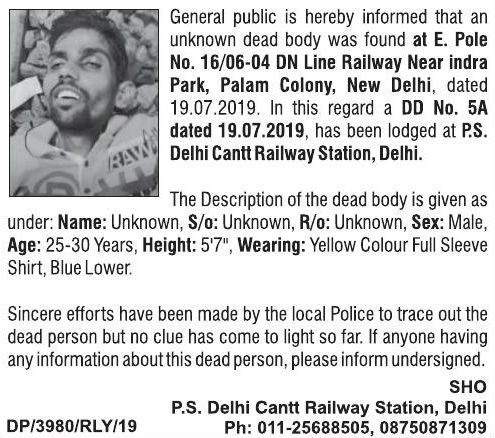 General public is hereby informed that an
unknown dead body was found at E. Pole
No. 16/06-04 DN Line Railway Near indra
Park, Palam Colony, New Delhi, dated
19.07.2019. In this regard a DD No. 5A
dated 19.07.2019, has been lodged at P.S.
Delhi Cantt Railway Station, Delhi.
The Description of the dead body is given as
under: Name: Unknown, S/o: Unknown, R/o: Unknown, Sex: Male,
Age: 25-30 Years, Height: 5'7", Wearing: Yellow Colour Full Sleeve
Shirt, Blue Lower.
Sincere efforts have been made by the local Police to trace out the
dead person but no clue has come to light so far. If anyone having
any information about this dead person, please inform undersigned.
SHO
P.S. Delhi Cantt Railway Station, Delhi
DP/3980/RLY/19 Ph: 011-25688505, 08750871309